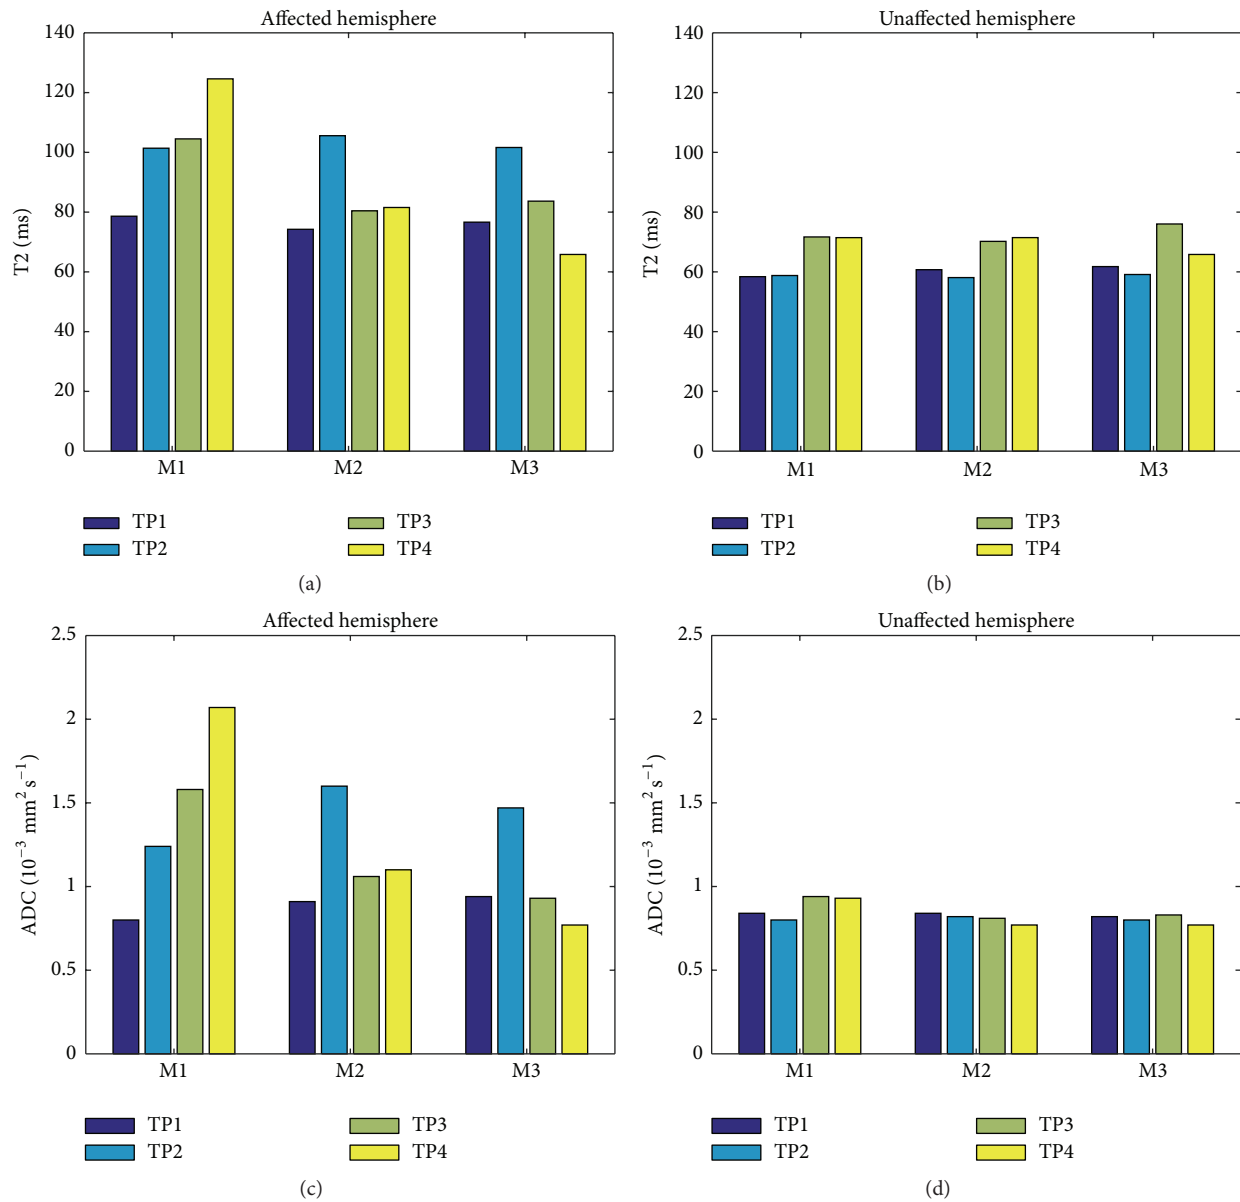 Affected hemisphere
140
120
100
80
60
40
20
0
T2 (ms)
M1 M2 M3
TP1 TP3
TP2 TP4
(a)
Unaffected hemisphere
140
120
100
80
60
40
20
0
T2 (ms)
M1 M2 M3
TP1 TP3
TP2 TP4
(b)
Affected hemisphere
2.5
2
1.5
1
0.5
0
ADC (10⁻³ mm² s⁻¹)
M1 M2 M3
TP1 TP3
TP2 TP4
(c)
Unaffected hemisphere
2.5
2
1.5
1
0.5
0
ADC (10⁻³ mm² s⁻¹)
M1 M2 M3
TP1 TP3
TP2 TP4
(d)